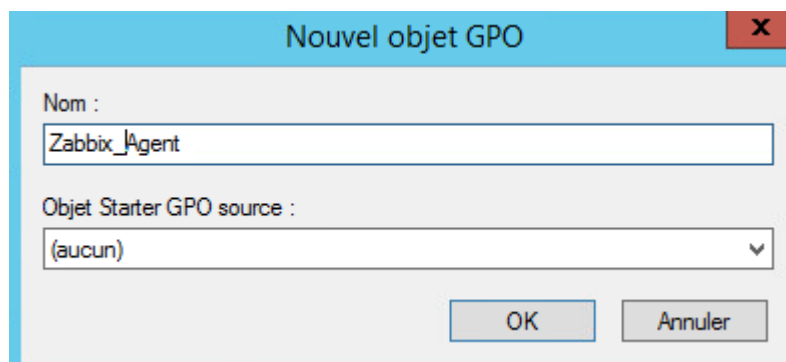 Nouvel objet GPO
x
Nom :
Zabbix_Agent
Objet Starter GPO source :
(aucun)
OK Annuler